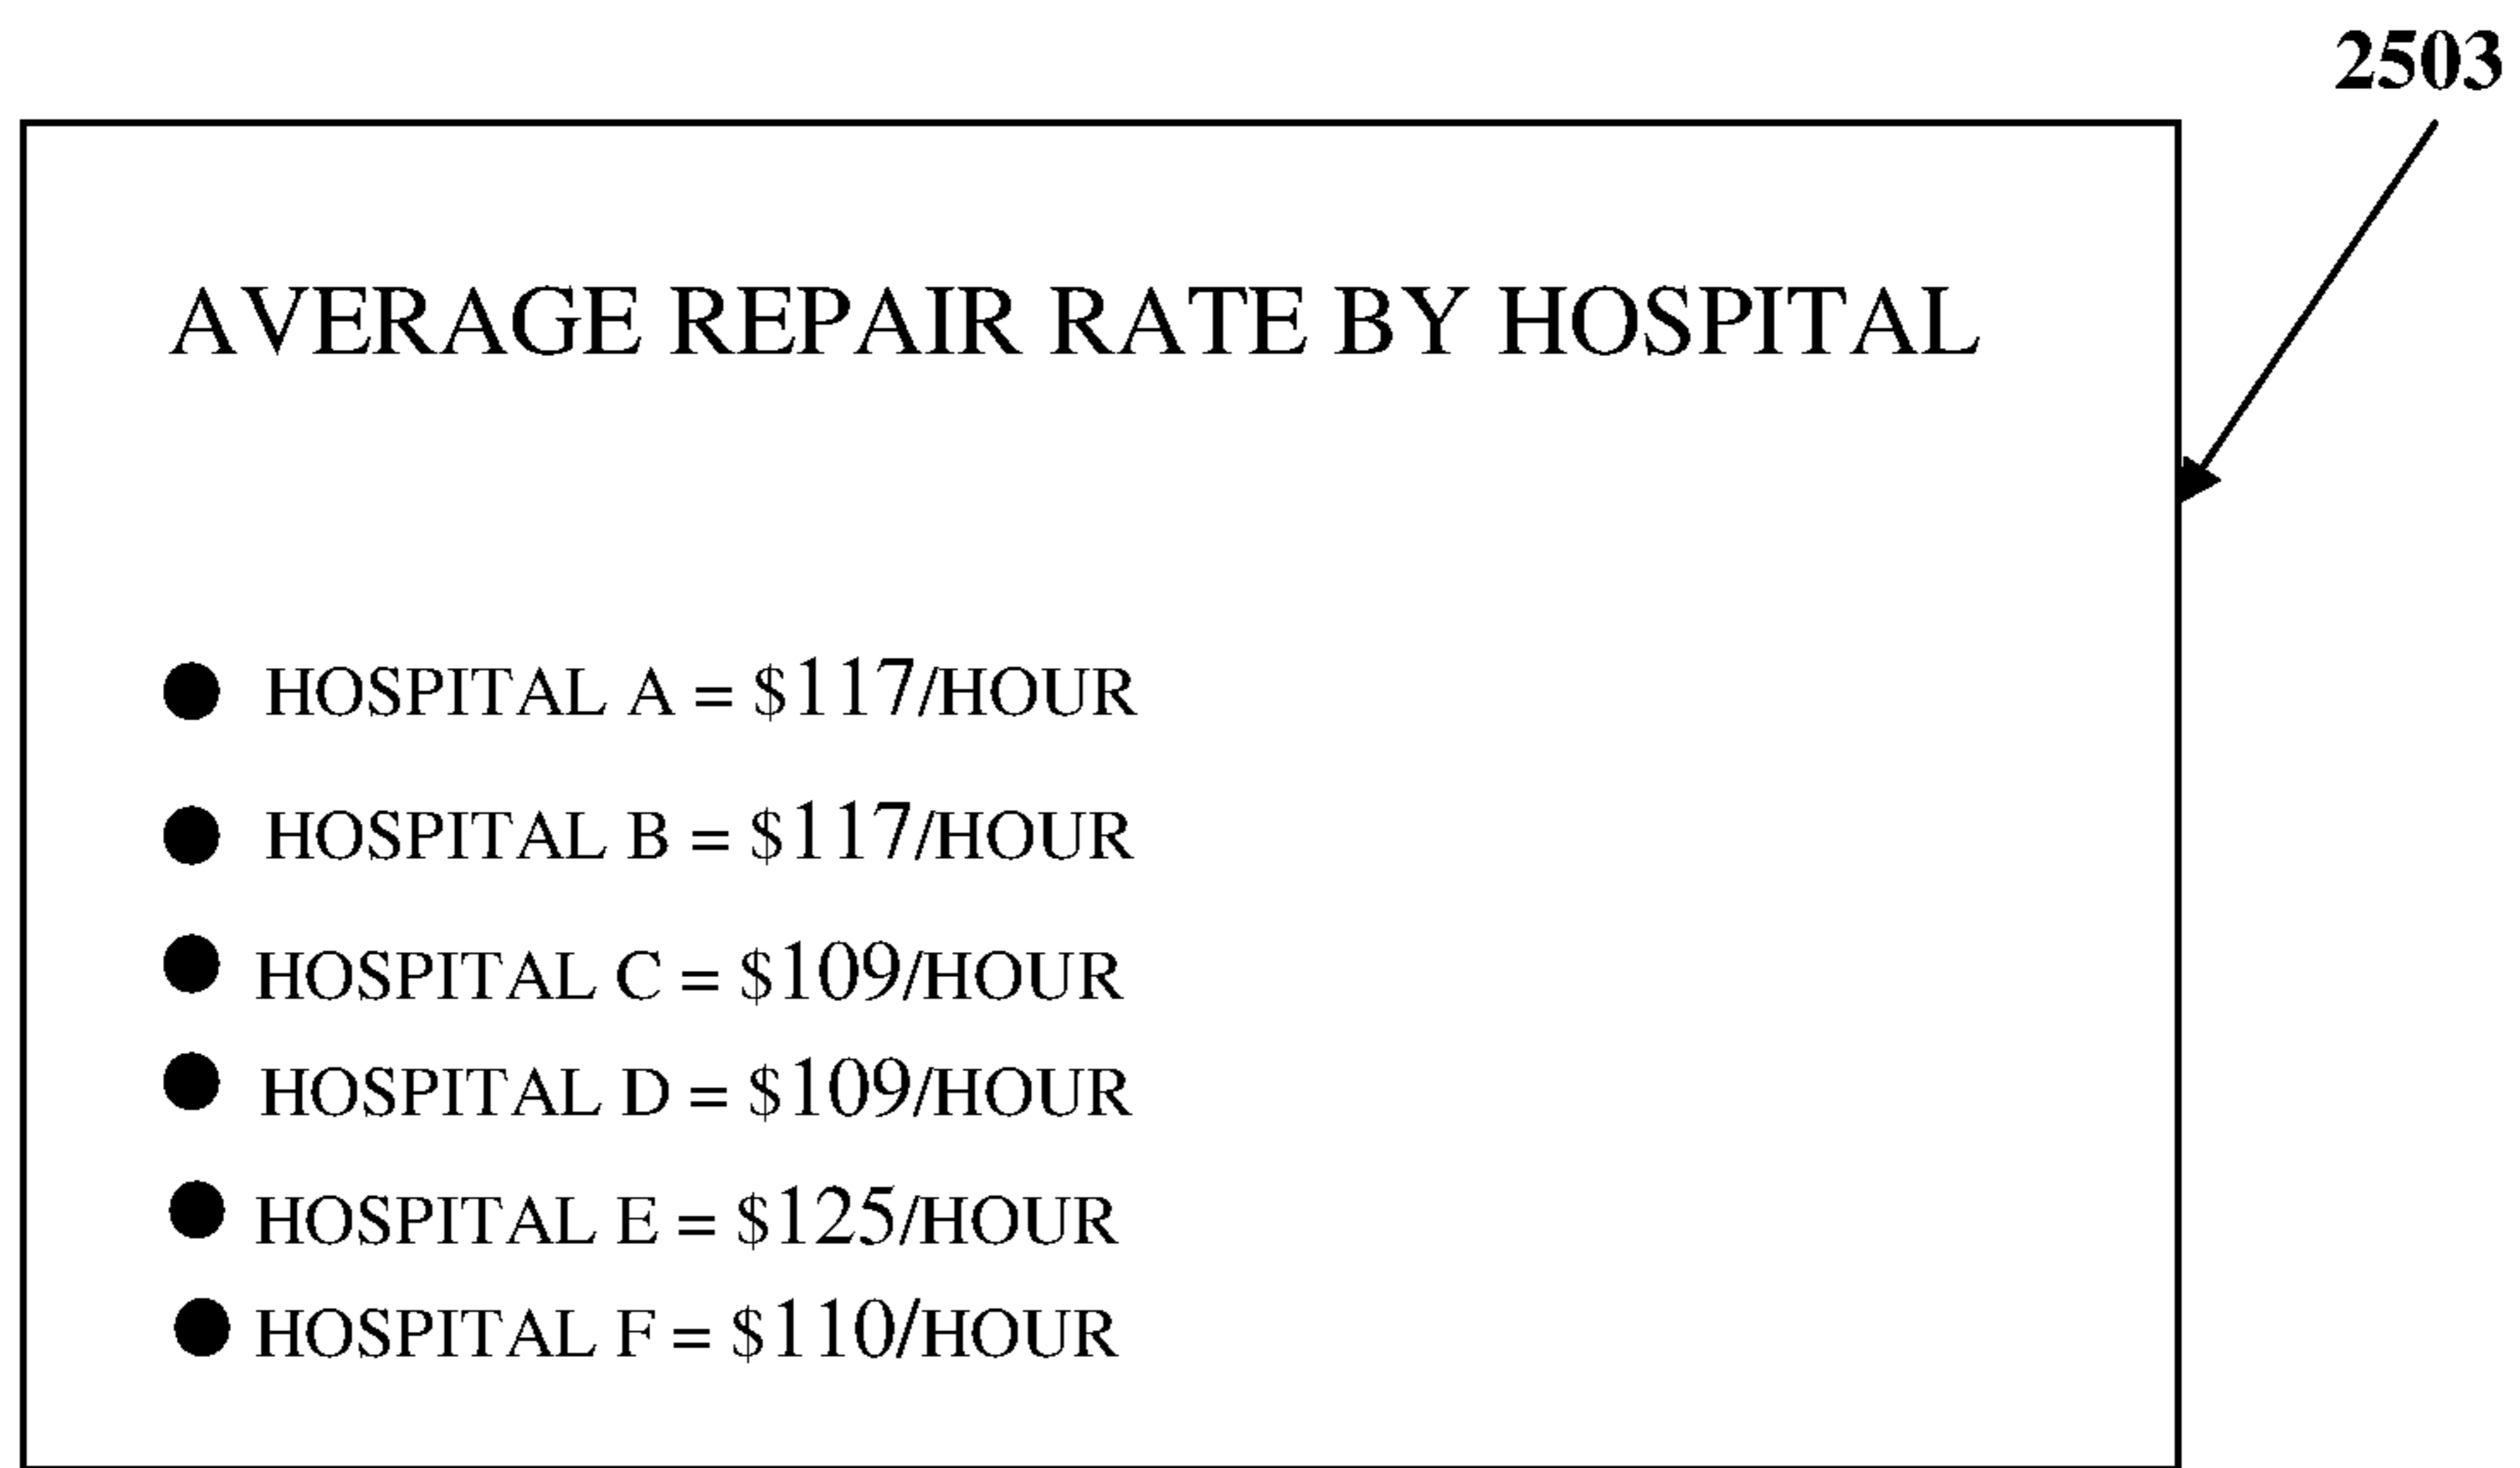 2503
AVERAGE REPAIR RATE BY HOSPITAL
● HOSPITAL A = $117/HOUR
● HOSPITAL B = $117/HOUR
● HOSPITAL C = $109/HOUR
● HOSPITAL D = $109/HOUR
● HOSPITAL E = $125/HOUR
● HOSPITAL F = $110/HOUR